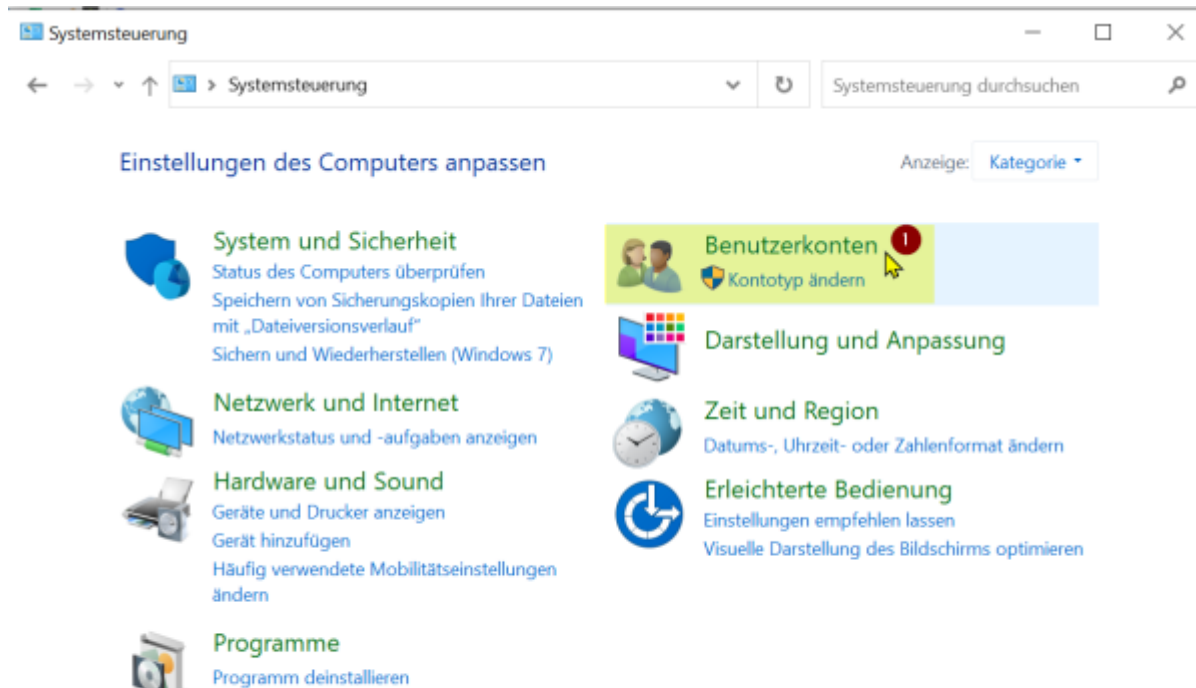 Systemsteuerung
Systemsteuerung
Systemsteuerung durchsuchen
Einstellungen des Computers anpassen
Anzeige: Kategorie
System und Sicherheit
Status des Computers überprüfen
Speichern von Sicherungskopien Ihrer Dateien
mit „Dateiversionsverlauf“
Sichern und Wiederherstellen (Windows 7)
Netzwerk und Internet
Netzwerkstatus und -aufgaben anzeigen
Hardware und Sound
Geräte und Drucker anzeigen
Gerät hinzufügen
Häufig verwendete Mobilitätseinstellungen
ändern
Programme
Programm deinstallieren
Benutzerkonten 1
Kontotyp ändern
Darstellung und Anpassung
Zeit und Region
Datums-, Uhrzeit- oder Zahlenformat ändern
Erleichterte Bedienung
Einstellungen empfehlen lassen
Visuelle Darstellung des Bildschirms optimieren